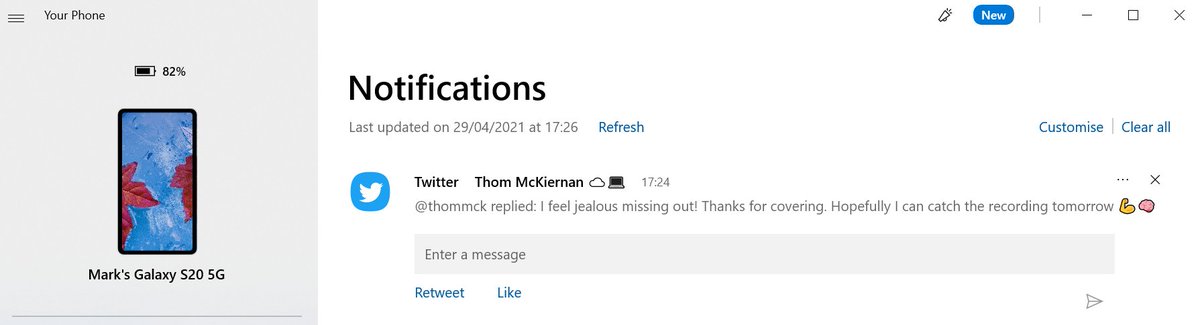 Your Phone
New
82%
Mark's Galaxy S20 5G
Notifications
Last updated on 29/04/2021 at 17:26 Refresh
Customise Clear all
Twitter Thom McKiernan ☁💻 17:24
@thommck replied: I feel jealous missing out! Thanks for covering. Hopefully I can catch the recording tomorrow 💪🧠
Enter a message
Retweet Like